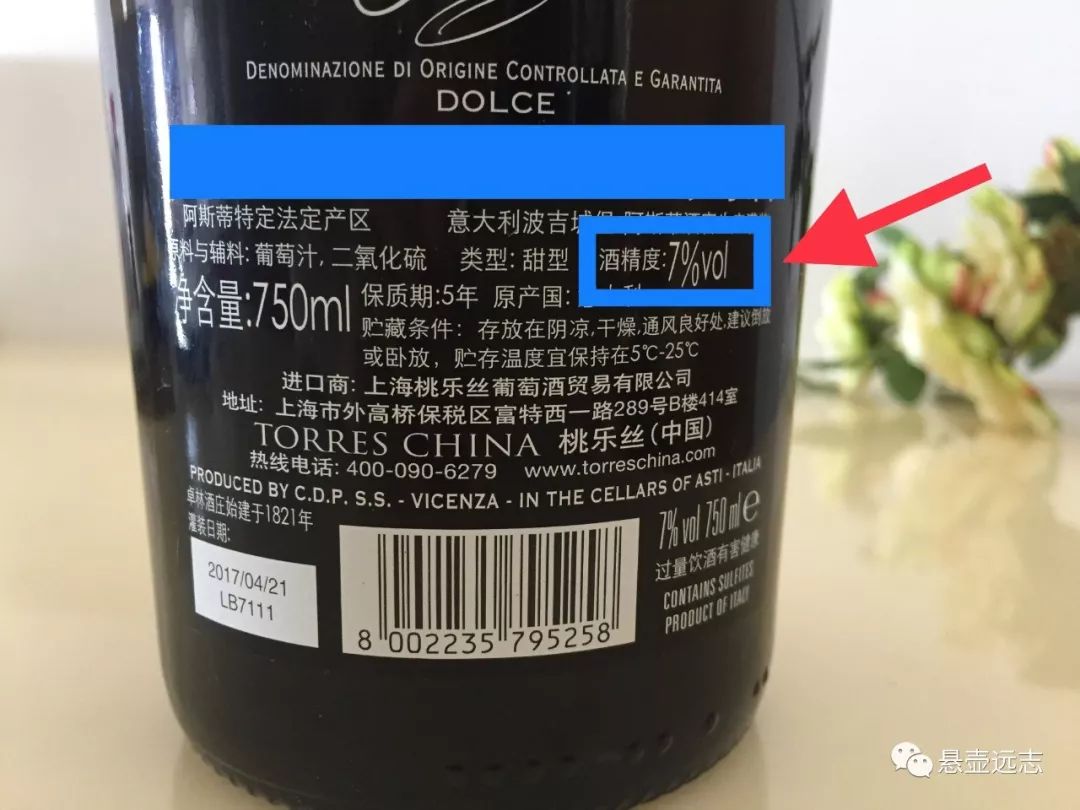 DENOMINAZIONE DI ORIGINE CONTROLLATA E GARANTITA
DOLCE
阿斯蒂特定法定产区 意大利波吉
原料与辅料: 葡萄汁, 二氧化硫 类型: 甜型 酒精度:7%vol
净含量:750ml 保质期:5年 原产国:
贮藏条件: 存放在阴凉,干燥,通风良好处,建议倒放
或卧放, 贮存温度宜保持在5℃-25℃
进口商: 上海桃乐丝葡萄酒贸易有限公司
地址: 上海市外高桥保税区富特西一路289号B楼414室
TORRES CHINA 桃乐丝(中国)
热线电话: 400-090-6279 www.torreschina.com
PRODUCED BY C.D.P. S.S. - VICENZA - IN THE CELLARS OF ASTI - ITALIA
卓林酒庄始建于1821年
灌装日期:
2017/04/21
LB7111
8 002235 795258
7% vol 750 ml e
过量饮酒有害健康
CONTAINS SULFITES
PRODUCT OF ITALY
悬壶远志